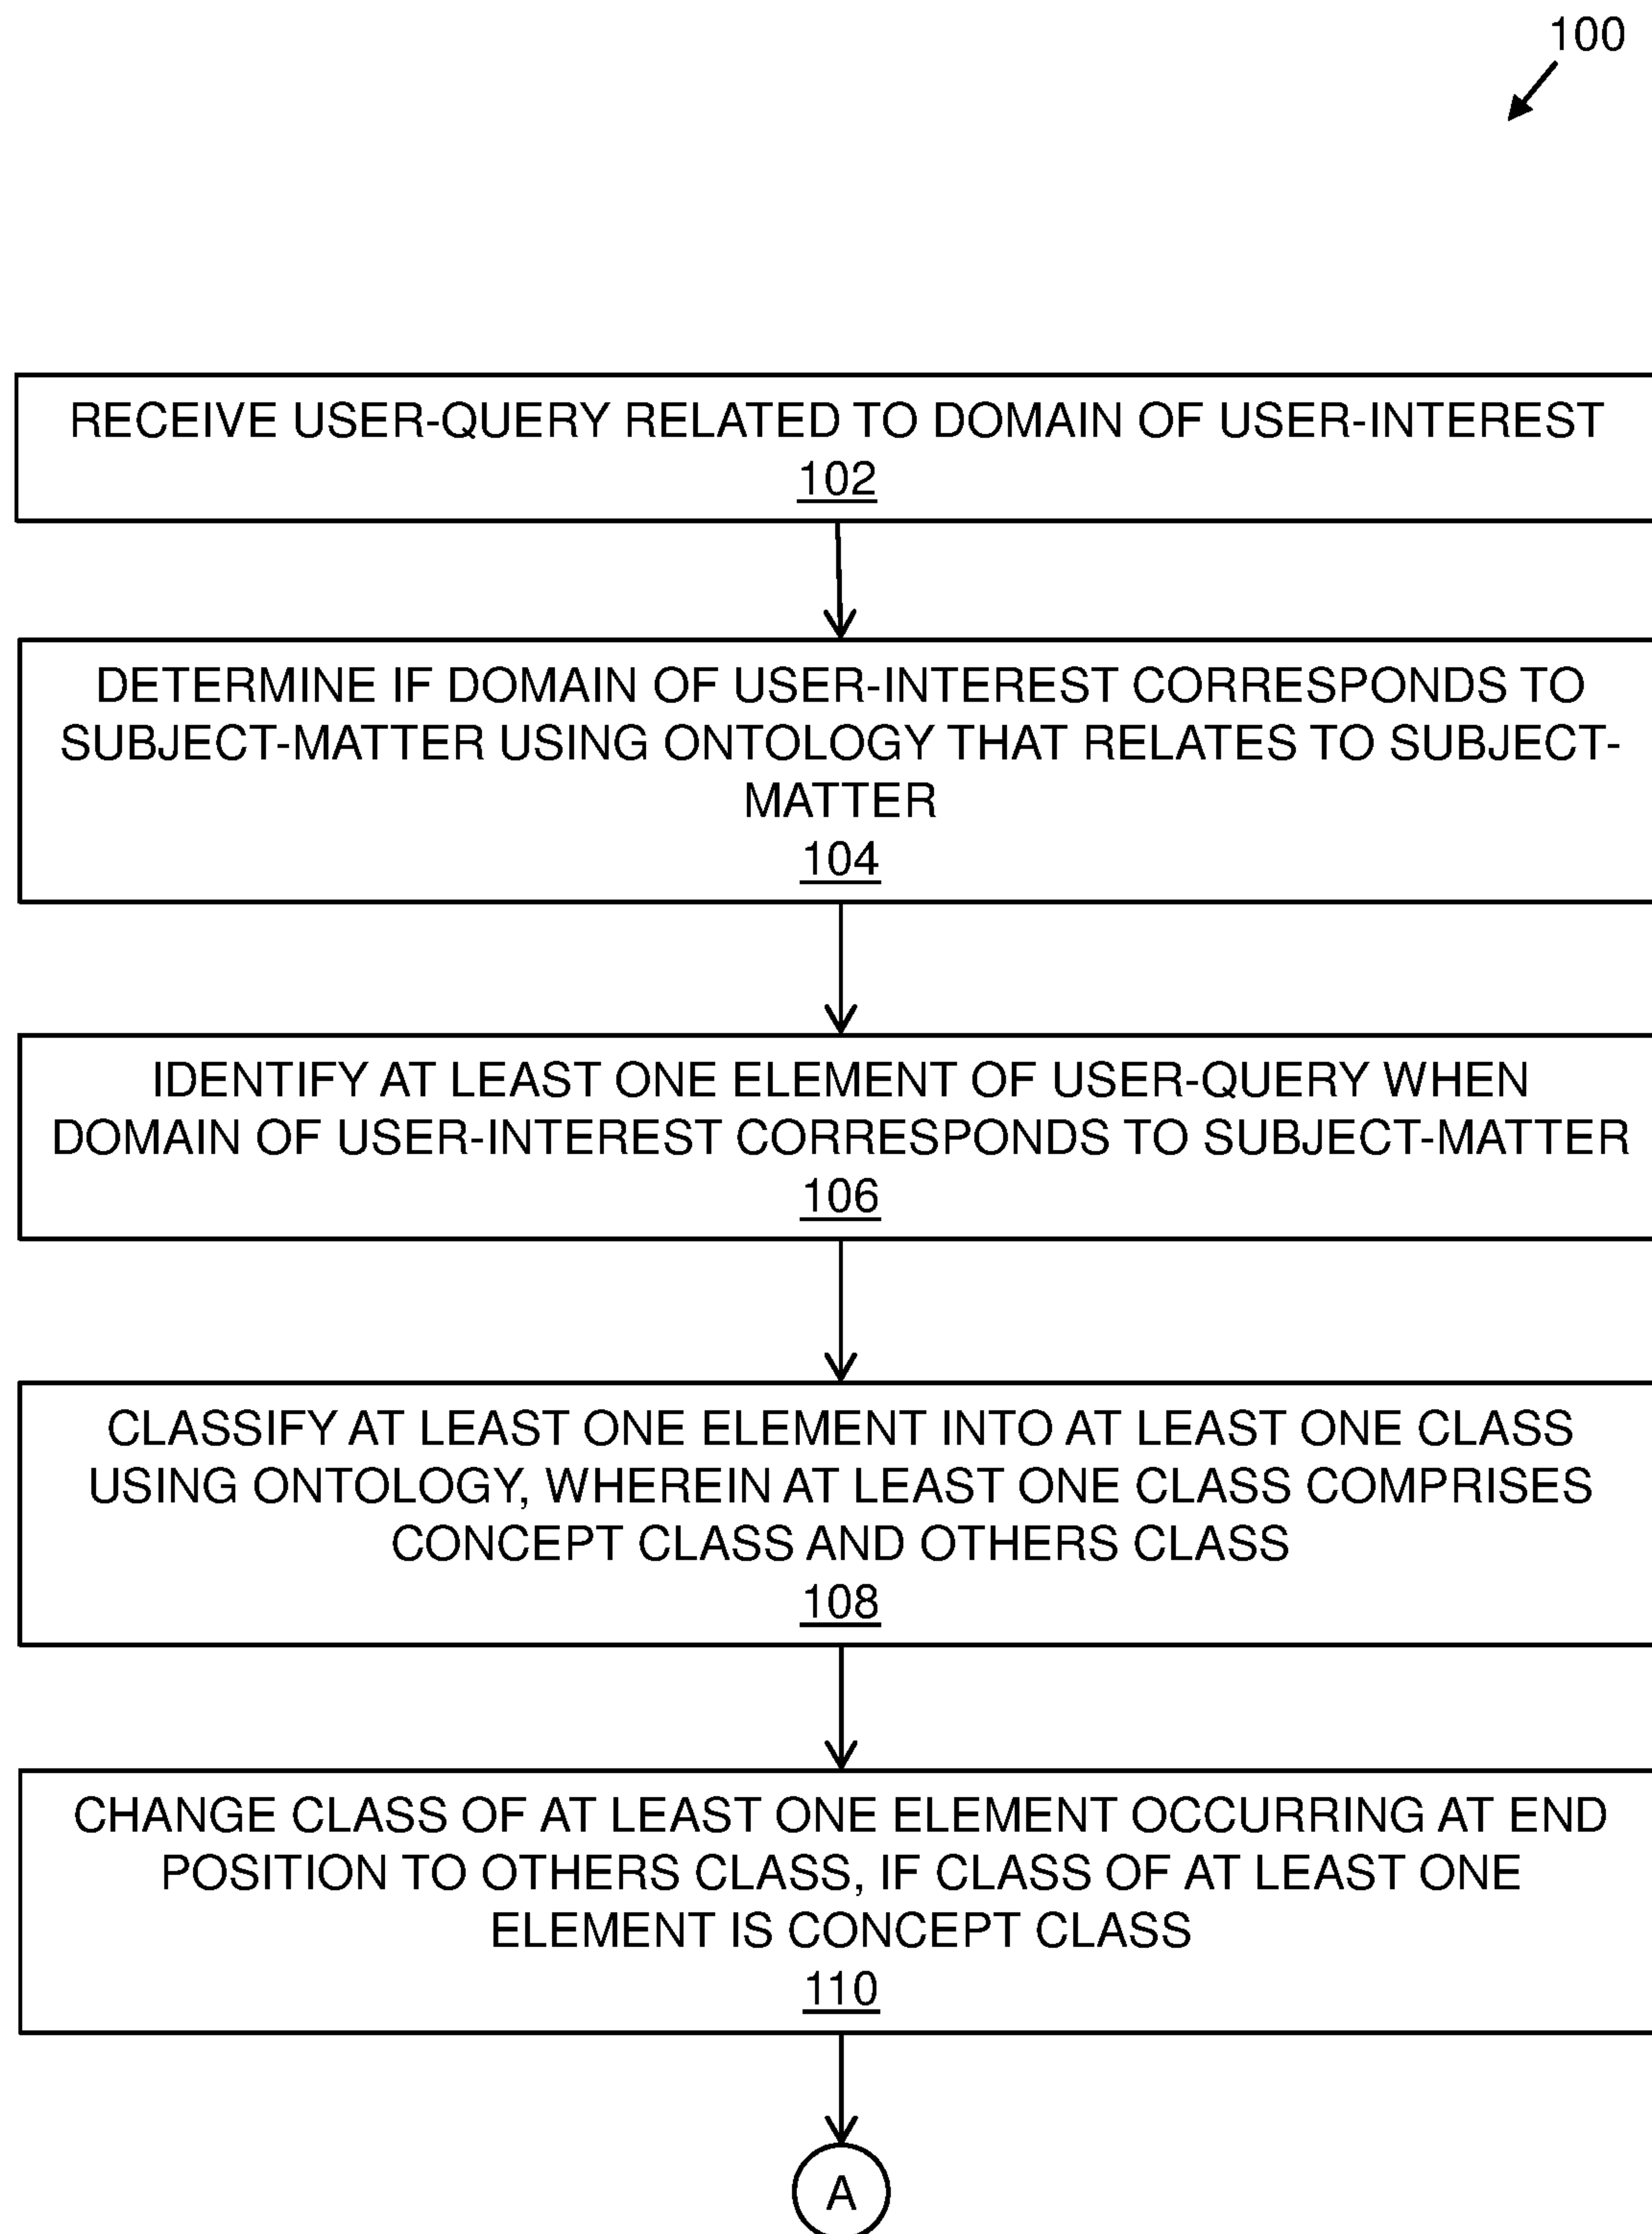 100
RECEIVE USER-QUERY RELATED TO DOMAIN OF USER-INTEREST
102
DETERMINE IF DOMAIN OF USER-INTEREST CORRESPONDS TO
SUBJECT-MATTER USING ONTOLOGY THAT RELATES TO SUBJECT-
MATTER
104
IDENTIFY AT LEAST ONE ELEMENT OF USER-QUERY WHEN
DOMAIN OF USER-INTEREST CORRESPONDS TO SUBJECT-MATTER
106
CLASSIFY AT LEAST ONE ELEMENT INTO AT LEAST ONE CLASS
USING ONTOLOGY, WHEREIN AT LEAST ONE CLASS COMPRISES
CONCEPT CLASS AND OTHERS CLASS
108
CHANGE CLASS OF AT LEAST ONE ELEMENT OCCURRING AT END
POSITION TO OTHERS CLASS, IF CLASS OF AT LEAST ONE
ELEMENT IS CONCEPT CLASS
110
A